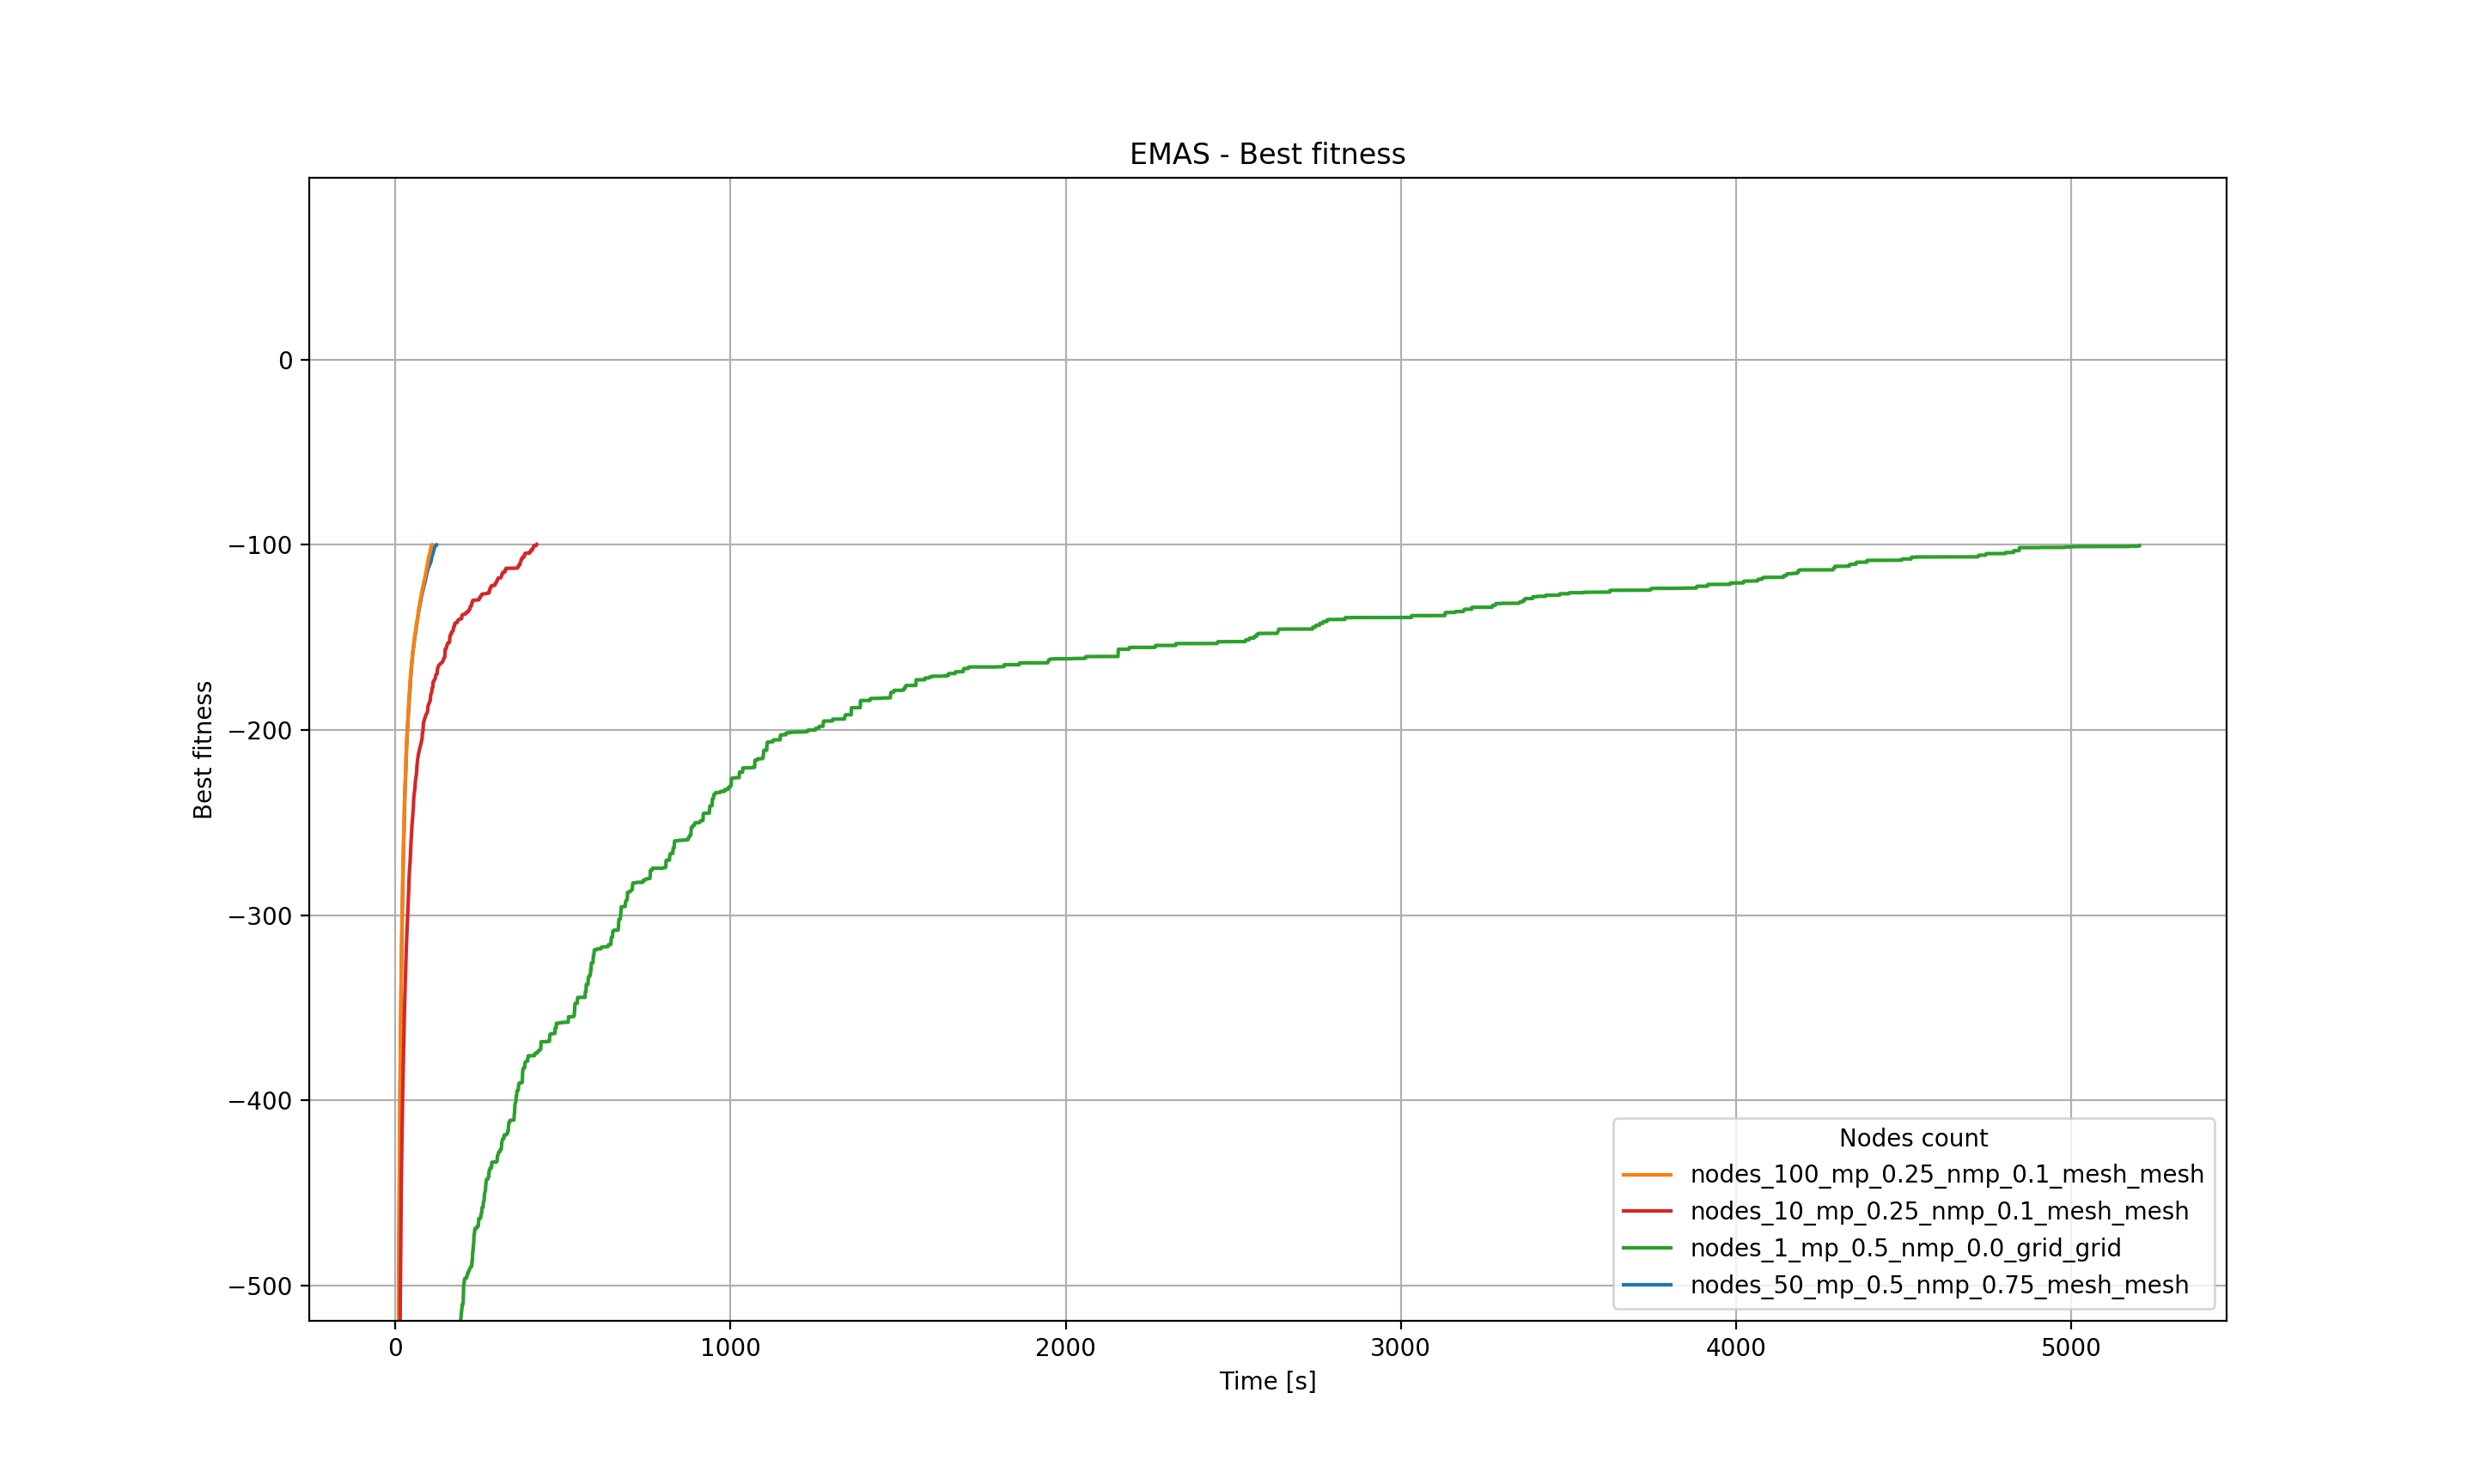 EMAS - Best fitness
0
−100
−200
−300
−400
−500
Best fitness
0
1000
2000
3000
4000
5000
Time [s]
Nodes count
nodes_100_mp_0.25_nmp_0.1_mesh_mesh
nodes_10_mp_0.25_nmp_0.1_mesh_mesh
nodes_1_mp_0.5_nmp_0.0_grid_grid
nodes_50_mp_0.5_nmp_0.75_mesh_mesh